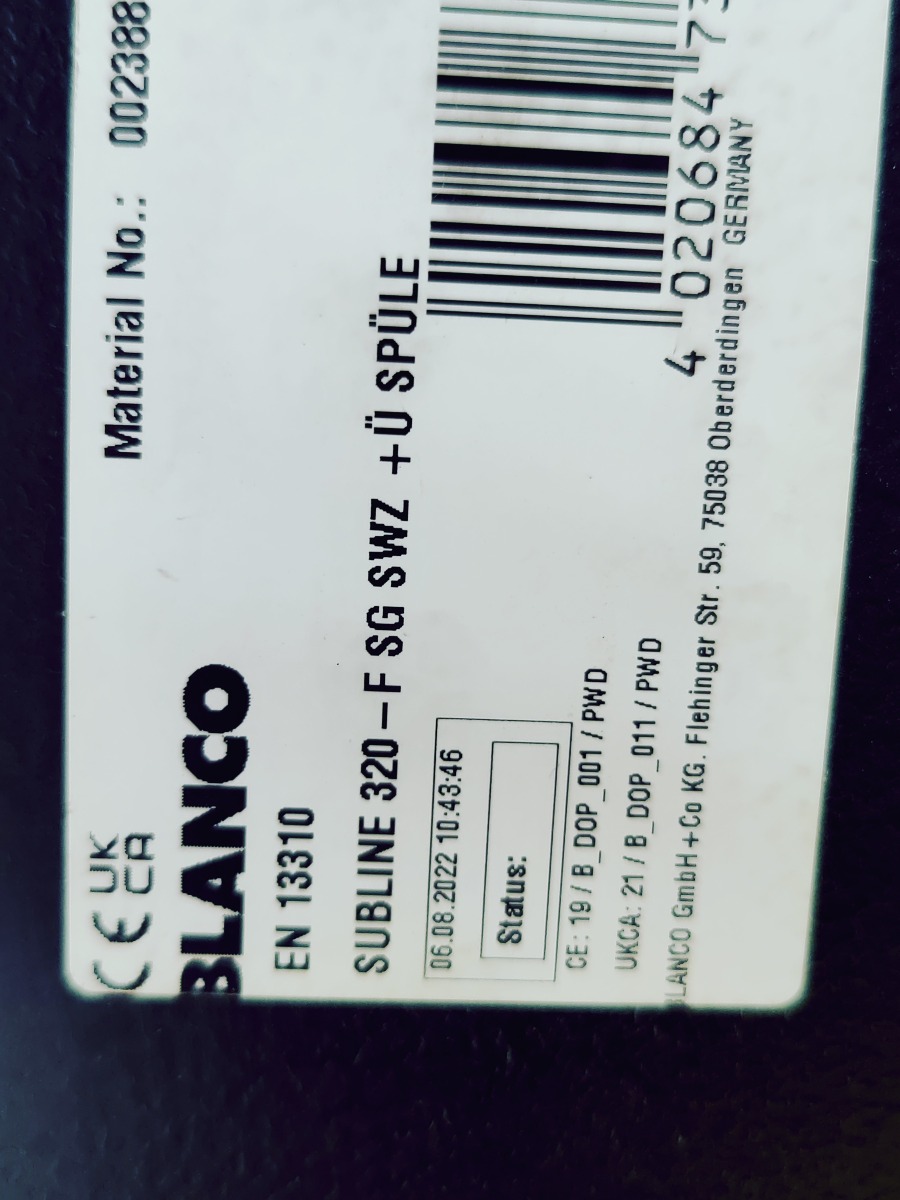 CE UK CA
Material No.: 002388
BLANCO
EN 13310
SUBLINE 320-F SG SWZ +Ü SPÜLE
06.08.2022 10:43:46
Status:
4 020684 73
CE: 19 / B_DOP_001 / PWD
UKCA: 21 / B_DOP_011 / PWD
BLANCO GmbH+Co KG. Flehinger Str. 59, 75038 Oberderdingen GERMANY